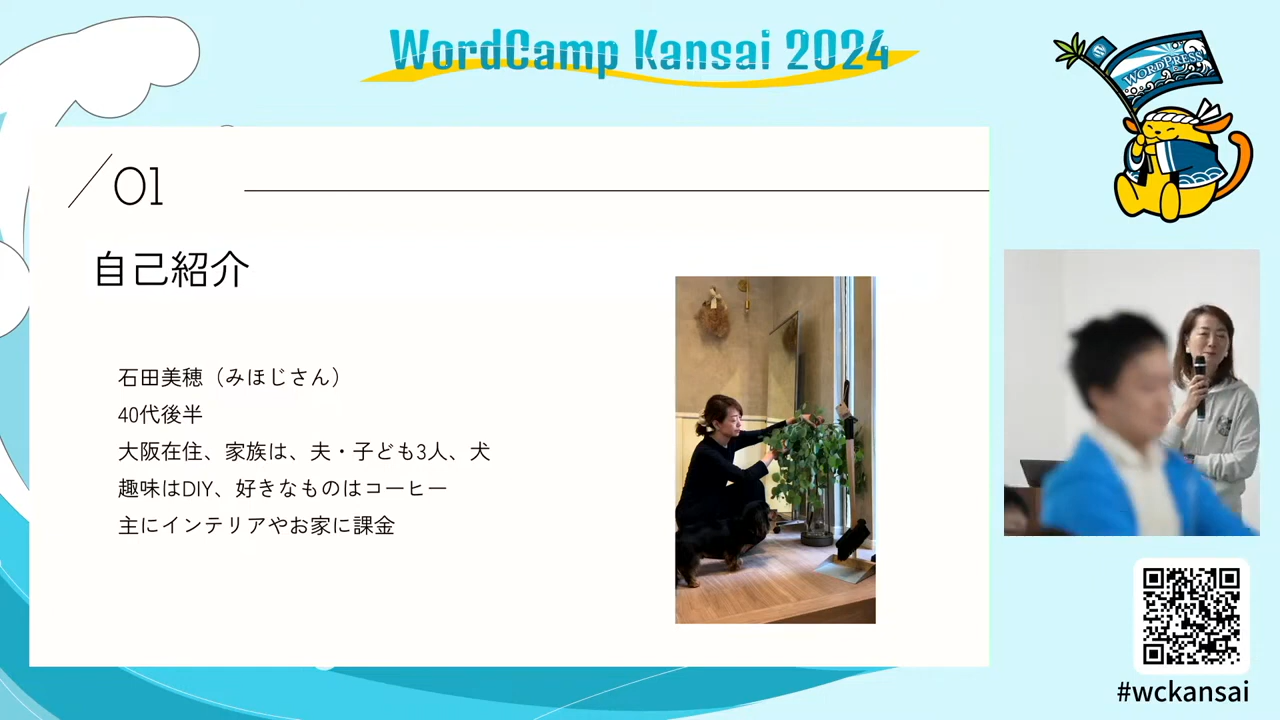 WordCamp Kansai 2024
WORDPRESS
/01
自己紹介
石田美穂（みほじさん）
40代後半
大阪在住、家族は、夫・子ども3人、犬
趣味はDIY、好きなものはコーヒー
主にインテリアやお家に課金
#wckansai